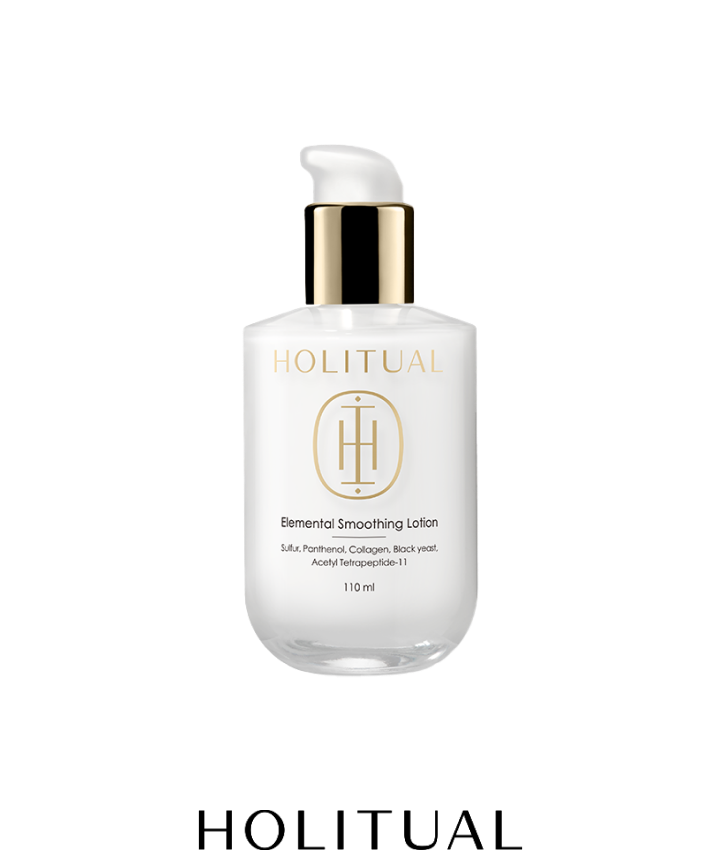 HOLITUAL
Elemental Smoothing Lotion
Sulfur, Panthenol, Collagen, Black yeast,
Acetyl Tetrapeptide-11
110 ml
HOLITUAL